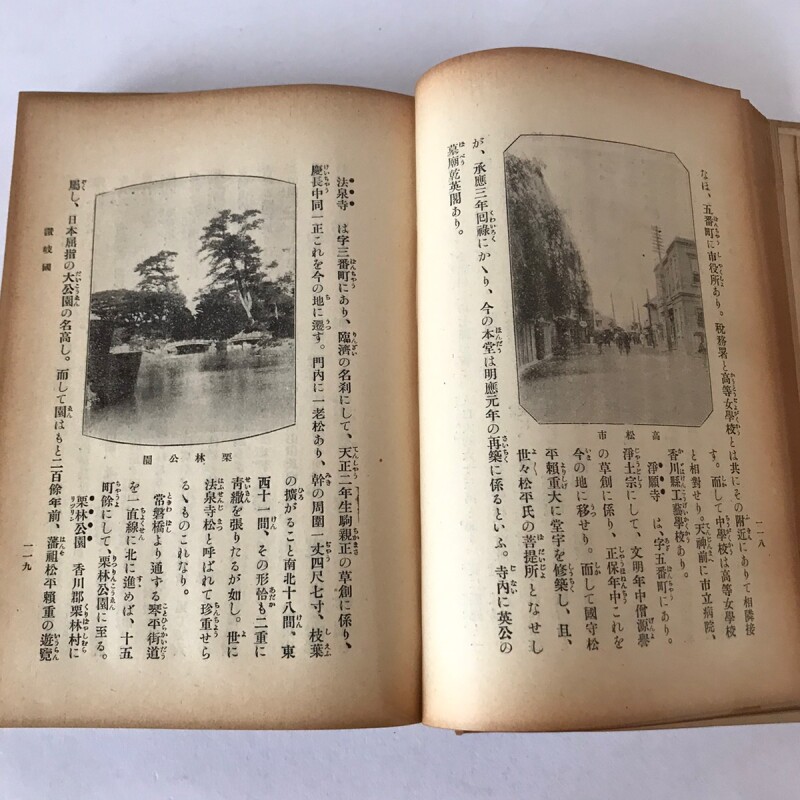 一一八
なほ、五番町に市役所あり。税務署と高等女學校とは共にその附近にありて相隣接
す。而して中學校は高等女學校
と相對せり。天神前に市立病院、
香川縣工藝學校あり。
淨願寺 は、字五番町にあり。
淨土宗にして、文明年中僧源譽
の草創に係り、正保年中これを
今の地に移せり。而して國守松
平賴重大に堂宇を修築し、且、
世々松平氏の菩提所となせし
高松市
が、承應三年囘祿にかゝり、今の本堂は明應元年の再築に係るといふ。寺內に英公の
墓廟乾英閣あり。
法泉寺 は字三番町にあり、臨濟の名刹にして、天正二年生駒親正の草創に係り、
慶長中同一正これを今の地に遷す。門內に一老松あり、幹の周圍一丈四尺七寸、枝葉
の擴がること南北十八間、東
西十一間、その形恰も二重に
靑織を張りたるが如し。世に
法泉寺松と呼ばれて珍重せら
るゝものこれなり。
常磐橋より通ずる琴平街道
を一直線に北に進めば、十五
町餘にして、栗林公園に至る。
栗林公園 香川郡栗林村に
栗林公園
屬し、日本屈指の大公園の名高し。而して園はもと二百餘年前、藩祖松平賴重の遊覽
讚岐國
一一九